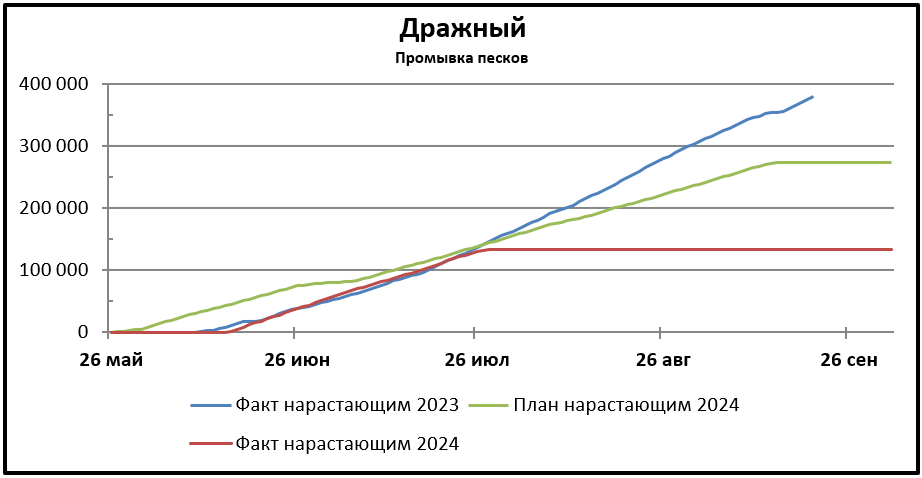 Дражный
Промывка песков
400 000
300 000
200 000
100 000
0
26 май 26 июн 26 июл 26 авг 26 сен
Факт нарастающим 2023 План нарастающим 2024
Факт нарастающим 2024